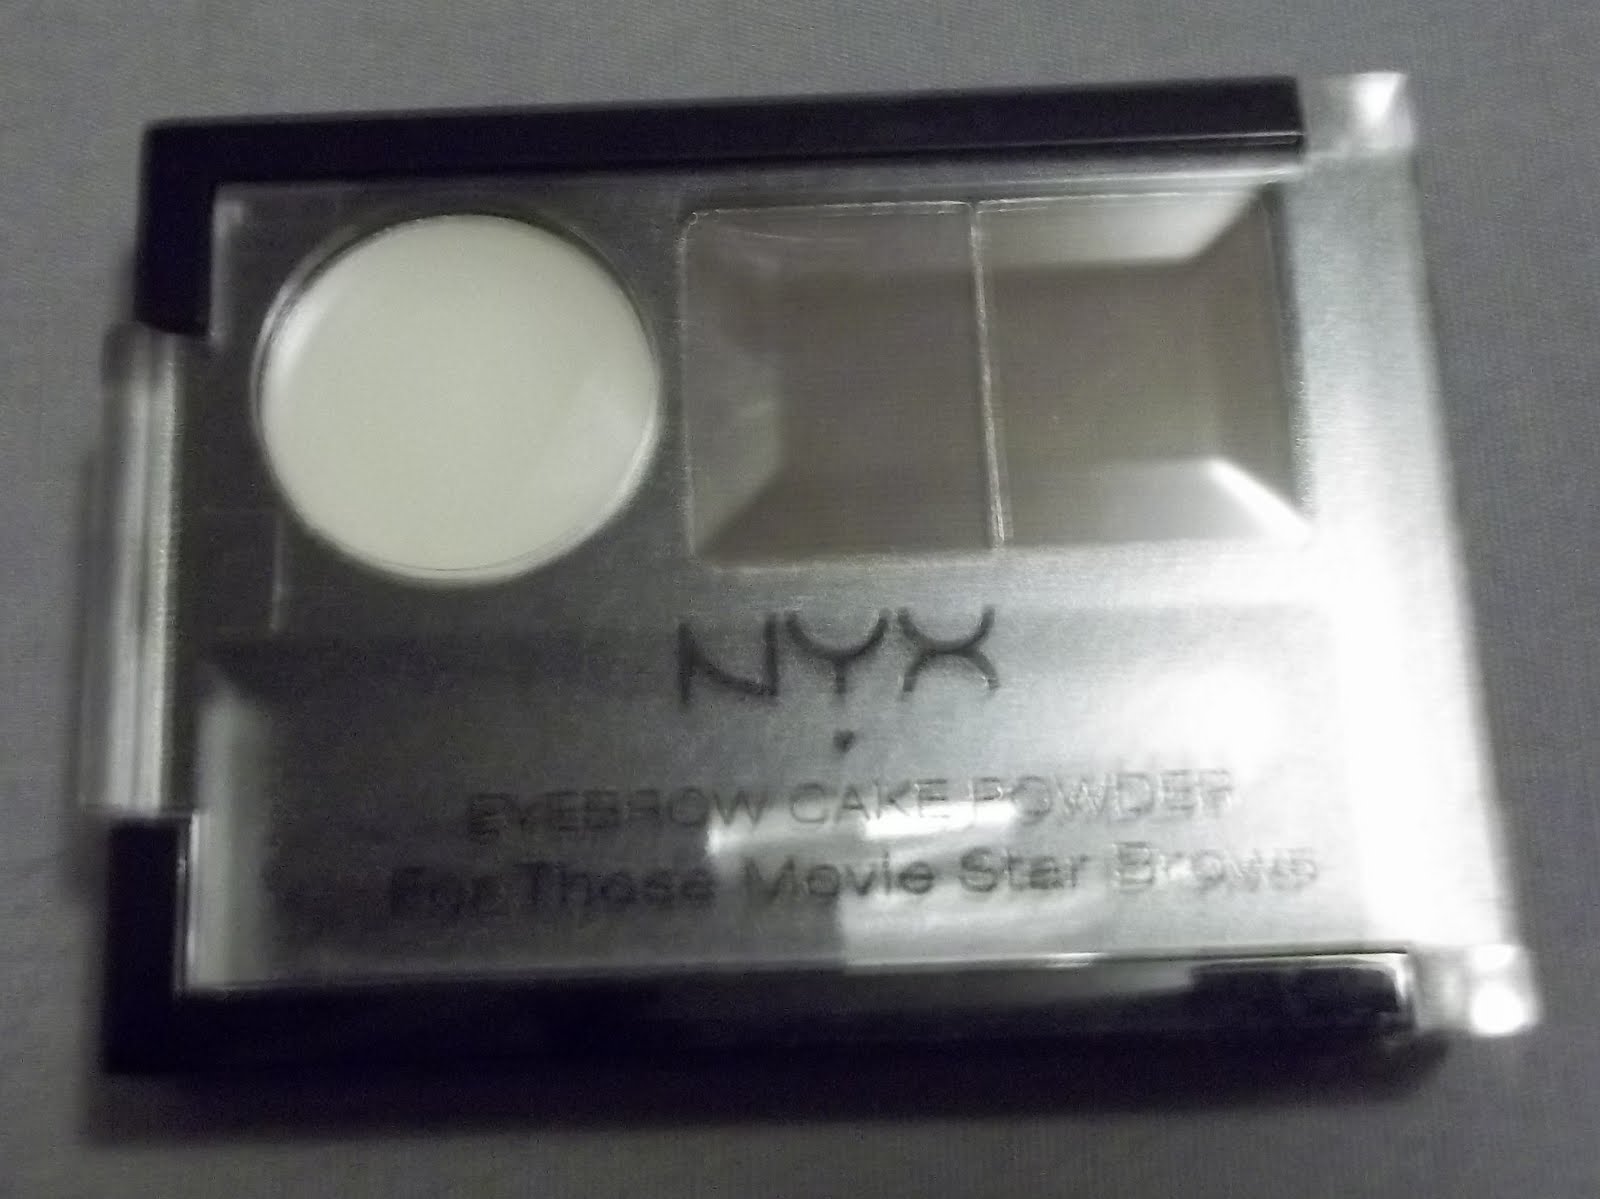 NYX
EYEBROW CAKE POWDER
For Those Movie Star Brows